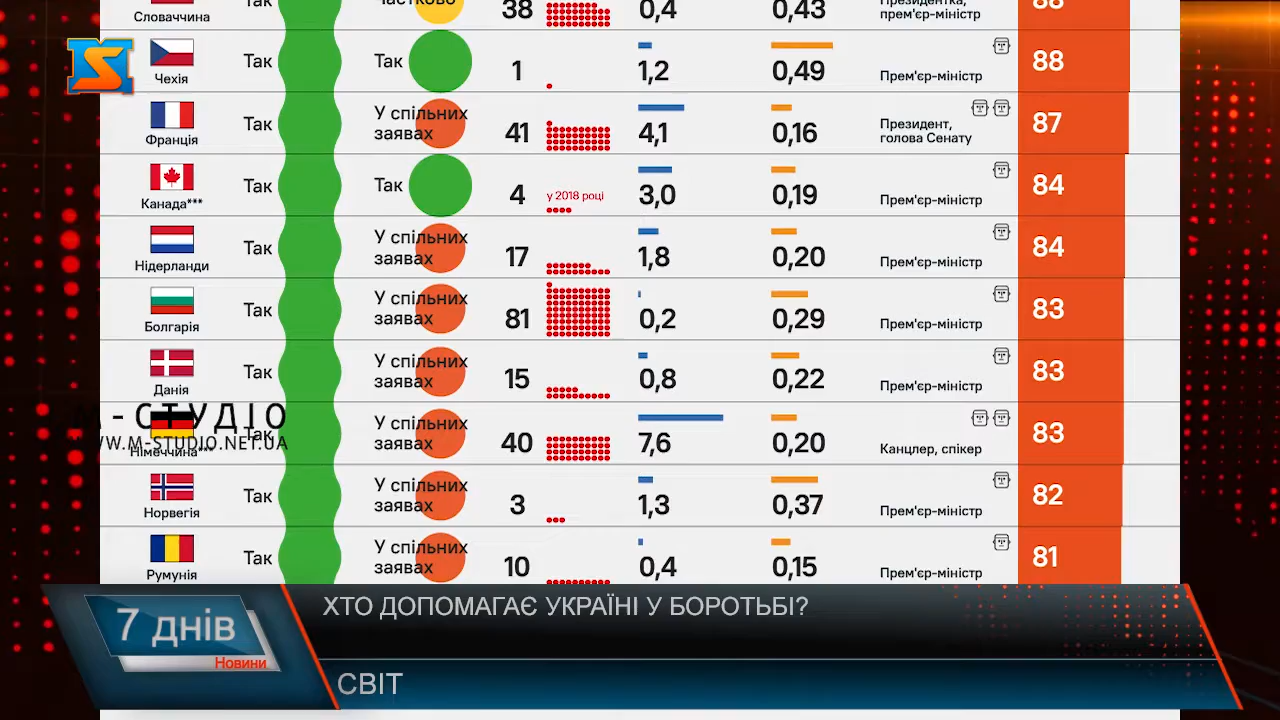 Словаччина
Так
Частково
38
0,4
0,43
Президентка,
прем'єр-міністр
88
Чехія
Так
Так
1
1,2
0,49
Прем'єр-міністр
88
Франція
Так
У спільних
заявах
41
4,1
0,16
Президент,
голова Сенату
87
Канада***
Так
Так
4
у 2018 році
3,0
0,19
Прем'єр-міністр
84
Нідерланди
Так
У спільних
заявах
17
1,8
0,20
Прем'єр-міністр
84
Болгарія
Так
У спільних
заявах
81
0,2
0,29
Прем'єр-міністр
83
Данія
Так
У спільних
заявах
15
0,8
0,22
Прем'єр-міністр
83
М-СТУДІО
WWW.M-STUDIO.NET.UA
Німеччина***
Так
У спільних
заявах
40
7,6
0,20
Канцлер, спікер
83
Норвегія
Так
У спільних
заявах
3
1,3
0,37
Прем'єр-міністр
82
Румунія
Так
У спільних
заявах
10
0,4
0,15
Прем'єр-міністр
81
7 днів
Новини
ХТО ДОПОМАГАЄ УКРАЇНІ У БОРОТЬБІ?
СВІТ